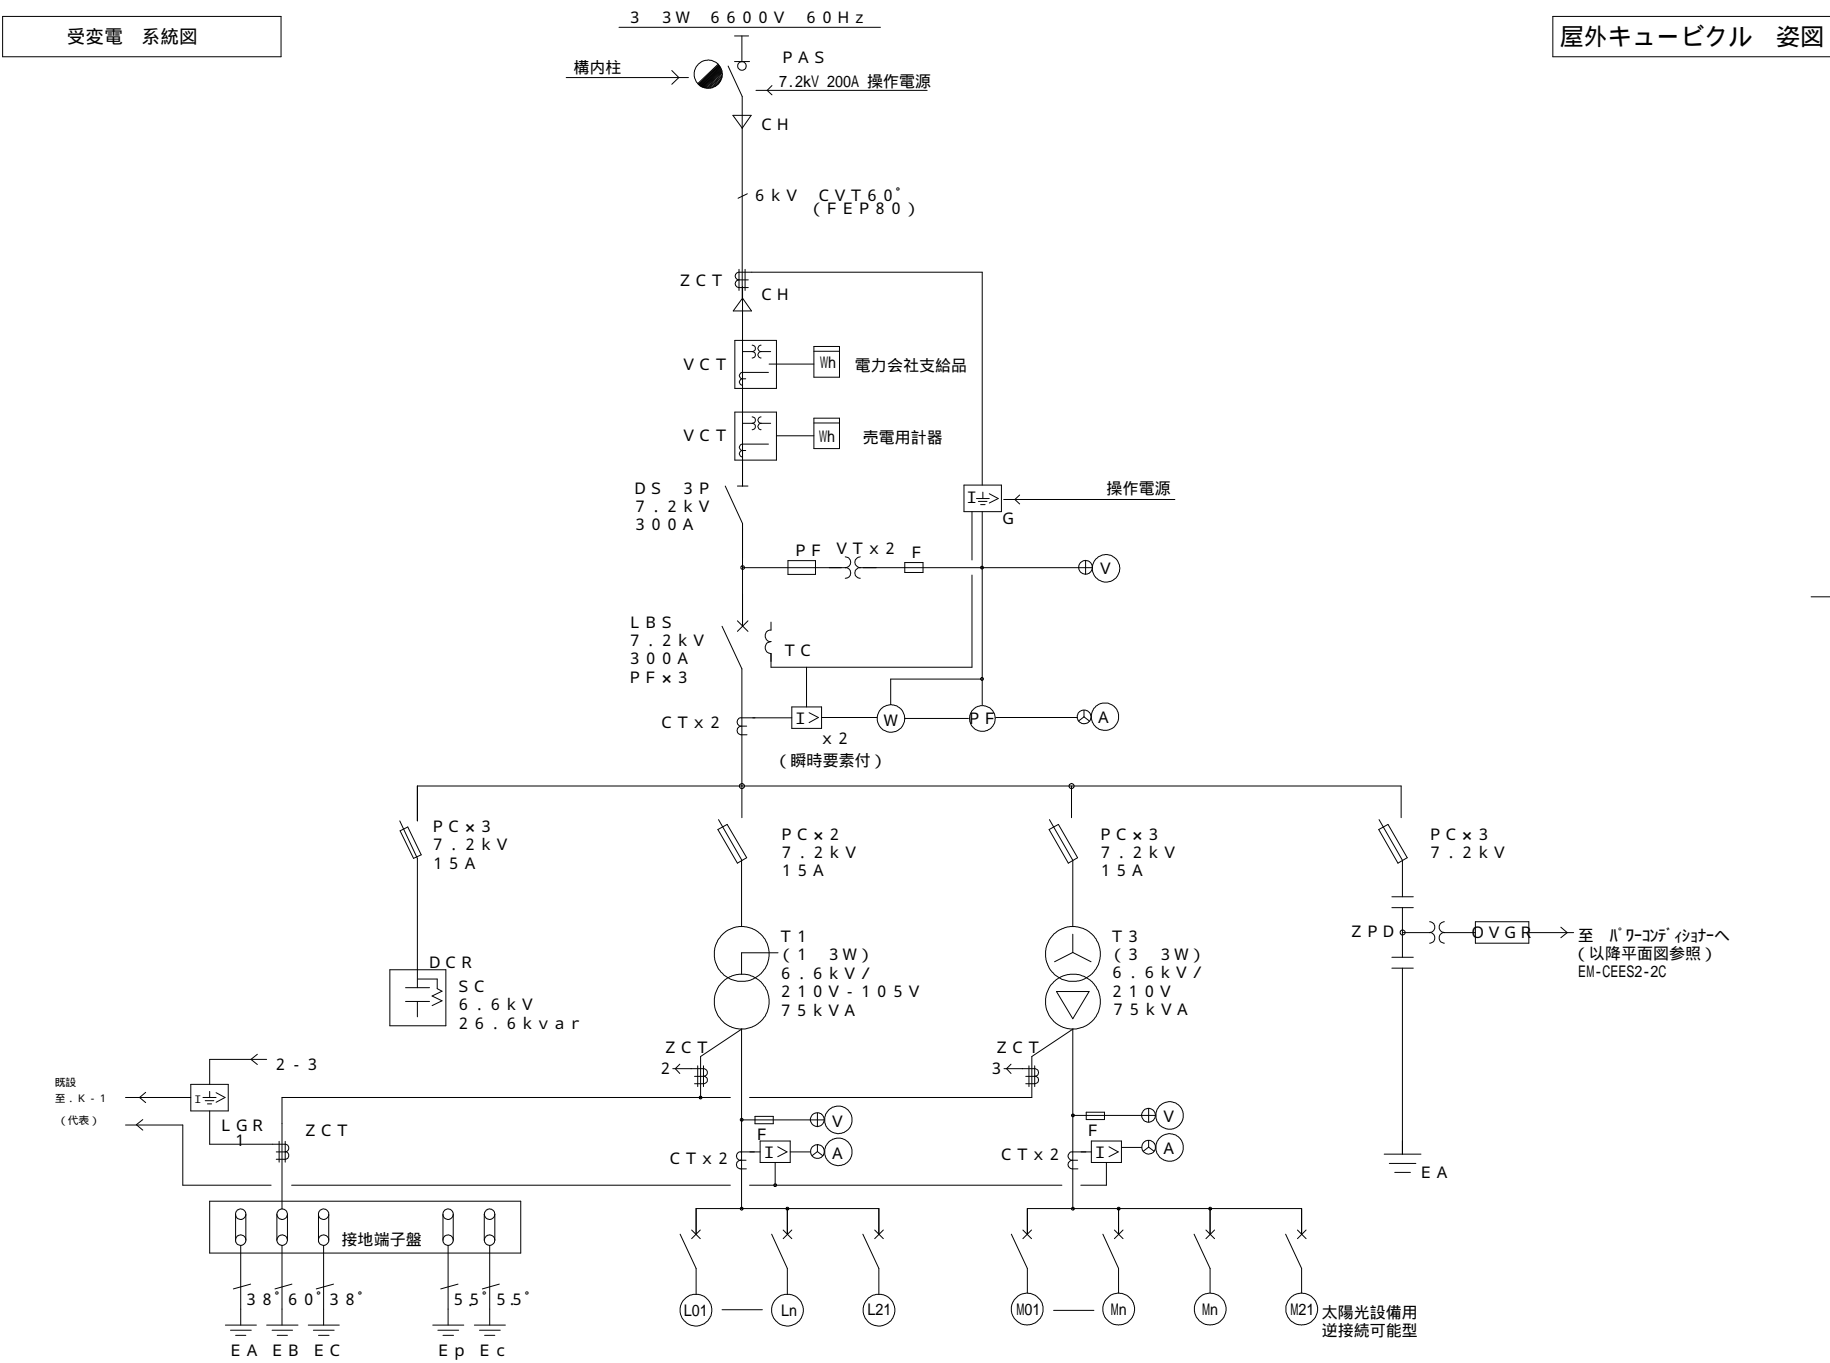 受変電　系統図
屋外キュービクル　姿図
3　3W　6600V　60Hz
構内柱
PAS
7.2kV 200A 操作電源
CH
6kV　CVT60°
(FEP80)
ZCT
CH
VCT
Wh
電力会社支給品
VCT
Wh
売電用計器
DS　3P
7.2kV
300A
I>
操作電源
G
PF
VTx2
F
V
LBS
7.2kV
300A
PF×3
TC
CTx2
I>
W
PF
A
x2
(瞬時要素付)
PC×3
7.2kV
15A
PC×2
7.2kV
15A
PC×3
7.2kV
15A
PC×3
7.2kV
DCR
SC
6.6kV
26.6kvar
T1
(1　3W)
6.6kV/
210V-105V
75kVA
T3
(3　3W)
6.6kV/
210V
75kVA
ZPD
OVGR
至　ﾊﾟﾜｰｺﾝﾃﾞｨｼｮﾅｰへ
(以降平面図参照)
EM-CEES2-2C
ZCT
2
ZCT
3
2-3
既設
至.K-1
(代表)
I>
LGR
1
ZCT
F
V
CTx2
I>
A
F
V
CTx2
I>
A
EA
接地端子盤
38°
60°
38°
5.5°
5.5°
EA
EB
EC
Ep
Ec
L01
Ln
L21
M01
Mn
Mn
M21
太陽光設備用
逆接続可能型